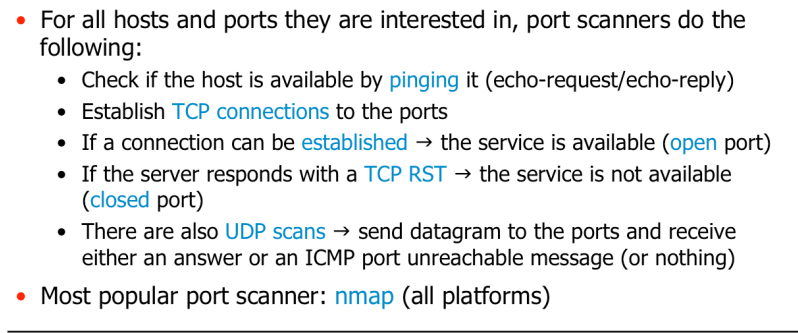 • For all hosts and ports they are interested in, port scanners do the
following:
• Check if the host is available by pinging it (echo-request/echo-reply)
• Establish TCP connections to the ports
• If a connection can be established → the service is available (open port)
• If the server responds with a TCP RST → the service is not available
(closed port)
• There are also UDP scans → send datagram to the ports and receive
either an answer or an ICMP port unreachable message (or nothing)
• Most popular port scanner: nmap (all platforms)